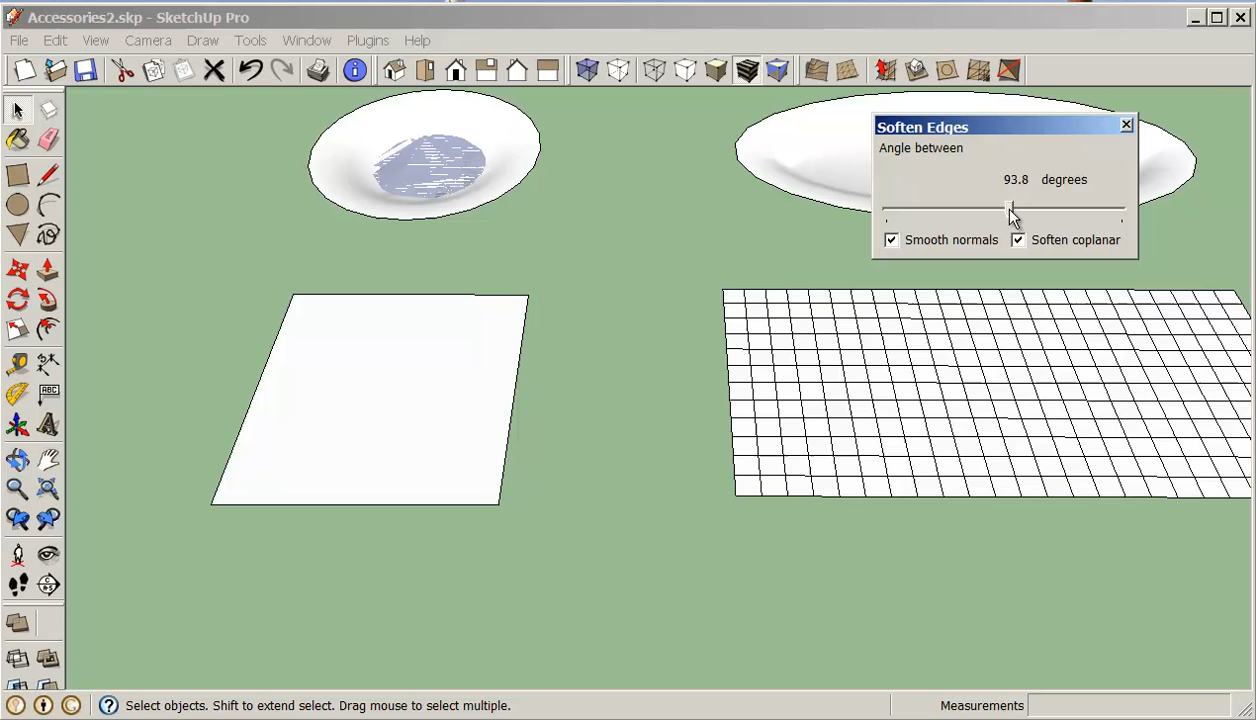 Accessories2.skp - SketchUp Pro
File Edit View Camera Draw Tools Window Plugins Help
Soften Edges
Angle between
93.8 degrees
Smooth normals Soften coplanar
ABC
Select objects. Shift to extend select. Drag mouse to select multiple.
Measurements